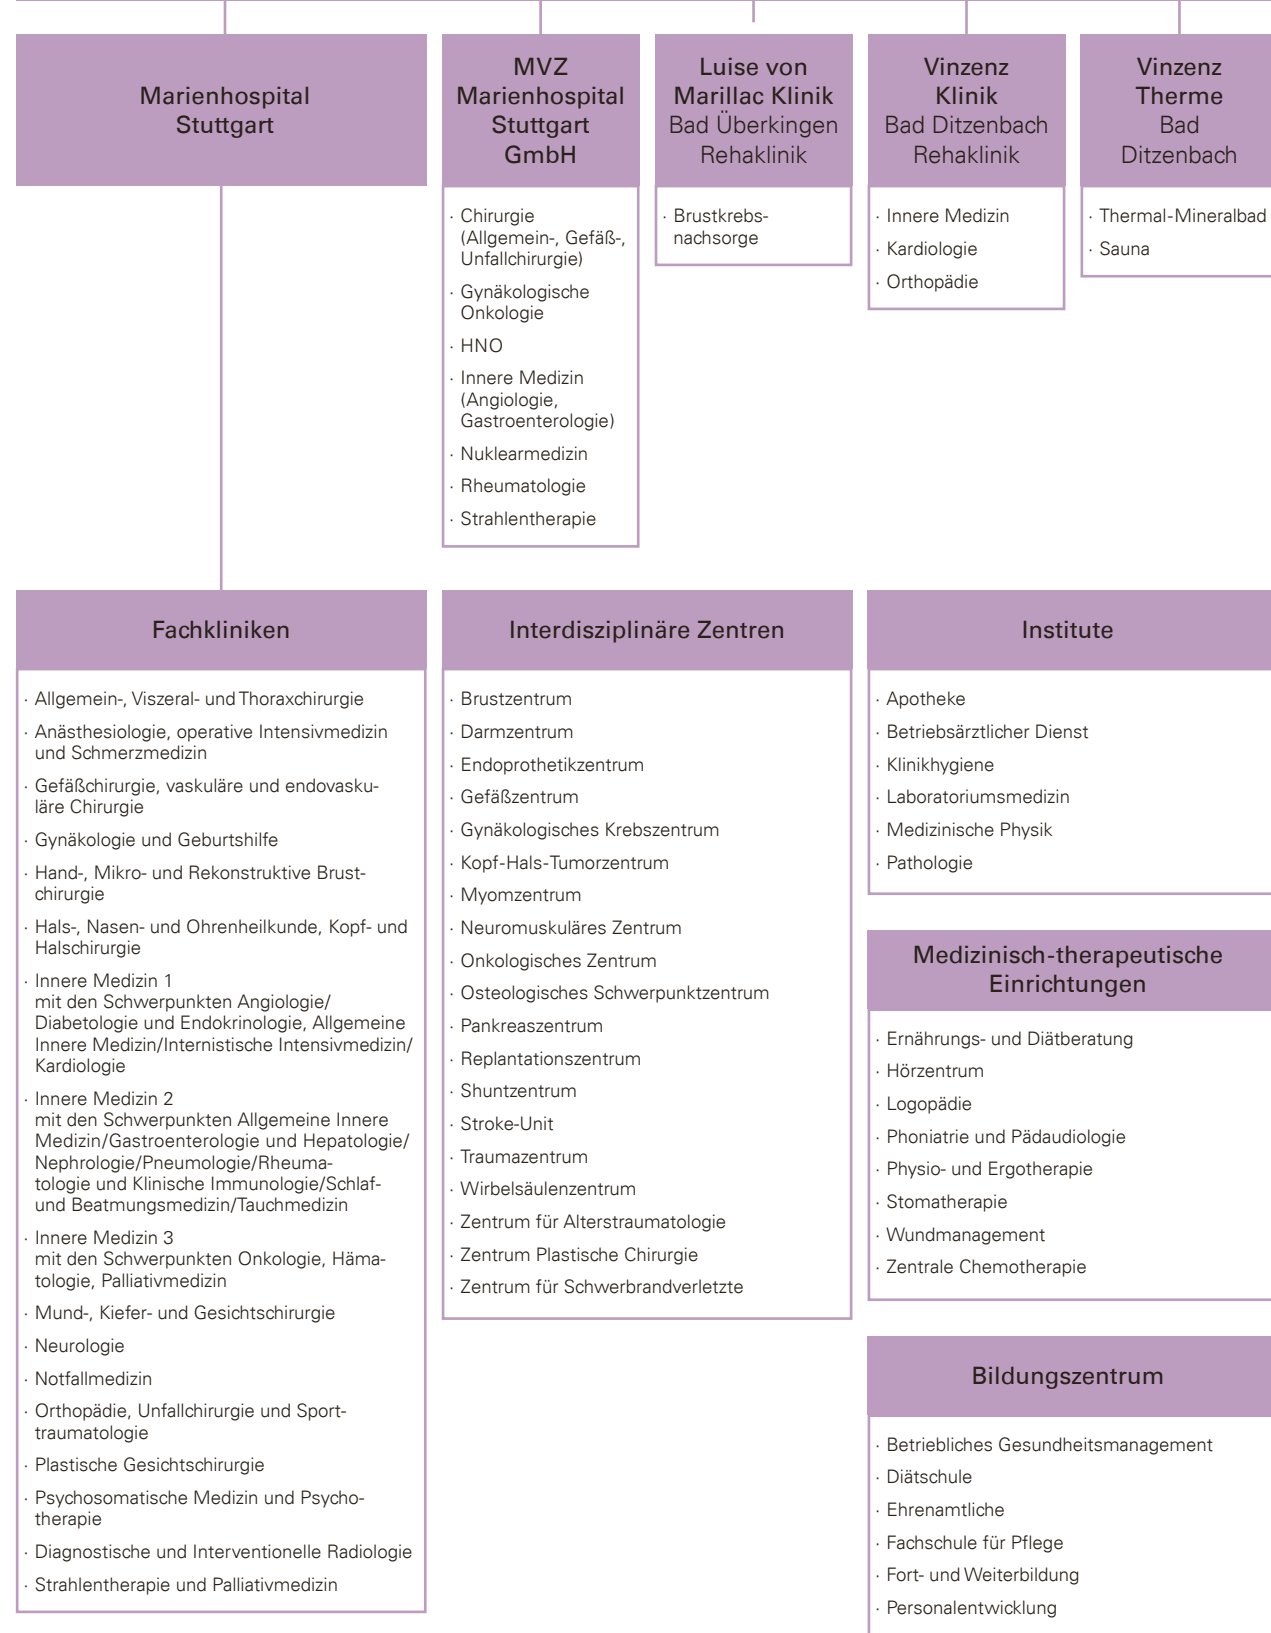 Marienhospital
Stuttgart
MVZ
Marienhospital
Stuttgart
GmbH
Luise von
Marillac Klinik
Bad Überkingen
Rehaklinik
Vinzenz
Klinik
Bad Ditzenbach
Rehaklinik
Vinzenz
Therme
Bad
Ditzenbach
· Chirurgie
(Allgemein-, Gefäß-,
Unfallchirurgie)
· Gynäkologische
Onkologie
· HNO
· Innere Medizin
(Angiologie,
Gastroenterologie)
· Nuklearmedizin
· Rheumatologie
· Strahlentherapie
· Brustkrebs-
nachsorge
· Innere Medizin
· Kardiologie
· Orthopädie
· Thermal-Mineralbad
· Sauna
Fachkliniken
· Allgemein-, Viszeral- und Thoraxchirurgie
· Anästhesiologie, operative Intensivmedizin
und Schmerzmedizin
· Gefäßchirurgie, vaskuläre und endovasku-
läre Chirurgie
· Gynäkologie und Geburtshilfe
· Hand-, Mikro- und Rekonstruktive Brust-
chirurgie
· Hals-, Nasen- und Ohrenheilkunde, Kopf- und
Halschirurgie
· Innere Medizin 1
mit den Schwerpunkten Angiologie/
Diabetologie und Endokrinologie, Allgemeine
Innere Medizin/Internistische Intensivmedizin/
Kardiologie
· Innere Medizin 2
mit den Schwerpunkten Allgemeine Innere
Medizin/Gastroenterologie und Hepatologie/
Nephrologie/Pneumologie/Rheuma-
tologie und Klinische Immunologie/Schlaf-
und Beatmungsmedizin/Tauchmedizin
· Innere Medizin 3
mit den Schwerpunkten Onkologie, Häma-
tologie, Palliativmedizin
· Mund-, Kiefer- und Gesichtschirurgie
· Neurologie
· Notfallmedizin
· Orthopädie, Unfallchirurgie und Sport-
traumatologie
· Plastische Gesichtschirurgie
· Psychosomatische Medizin und Psycho-
therapie
· Diagnostische und Interventionelle Radiologie
· Strahlentherapie und Palliativmedizin
Interdisziplinäre Zentren
· Brustzentrum
· Darmzentrum
· Endoprothetikzentrum
· Gefäßzentrum
· Gynäkologisches Krebszentrum
· Kopf-Hals-Tumorzentrum
· Myomzentrum
· Neuromuskuläres Zentrum
· Onkologisches Zentrum
· Osteologisches Schwerpunktzentrum
· Pankreaszentrum
· Replantationszentrum
· Shuntzentrum
· Stroke-Unit
· Traumazentrum
· Wirbelsäulenzentrum
· Zentrum für Alterstraumatologie
· Zentrum Plastische Chirurgie
· Zentrum für Schwerbrandverletzte
Institute
· Apotheke
· Betriebsärztlicher Dienst
· Klinikhygiene
· Laboratoriumsmedizin
· Medizinische Physik
· Pathologie
Medizinisch-therapeutische
Einrichtungen
· Ernährungs- und Diätberatung
· Hörzentrum
· Logopädie
· Phoniatrie und Pädaudiologie
· Physio- und Ergotherapie
· Stomatherapie
· Wundmanagement
· Zentrale Chemotherapie
Bildungszentrum
· Betriebliches Gesundheitsmanagement
· Diätschule
· Ehrenamtliche
· Fachschule für Pflege
· Fort- und Weiterbildung
· Personalentwicklung